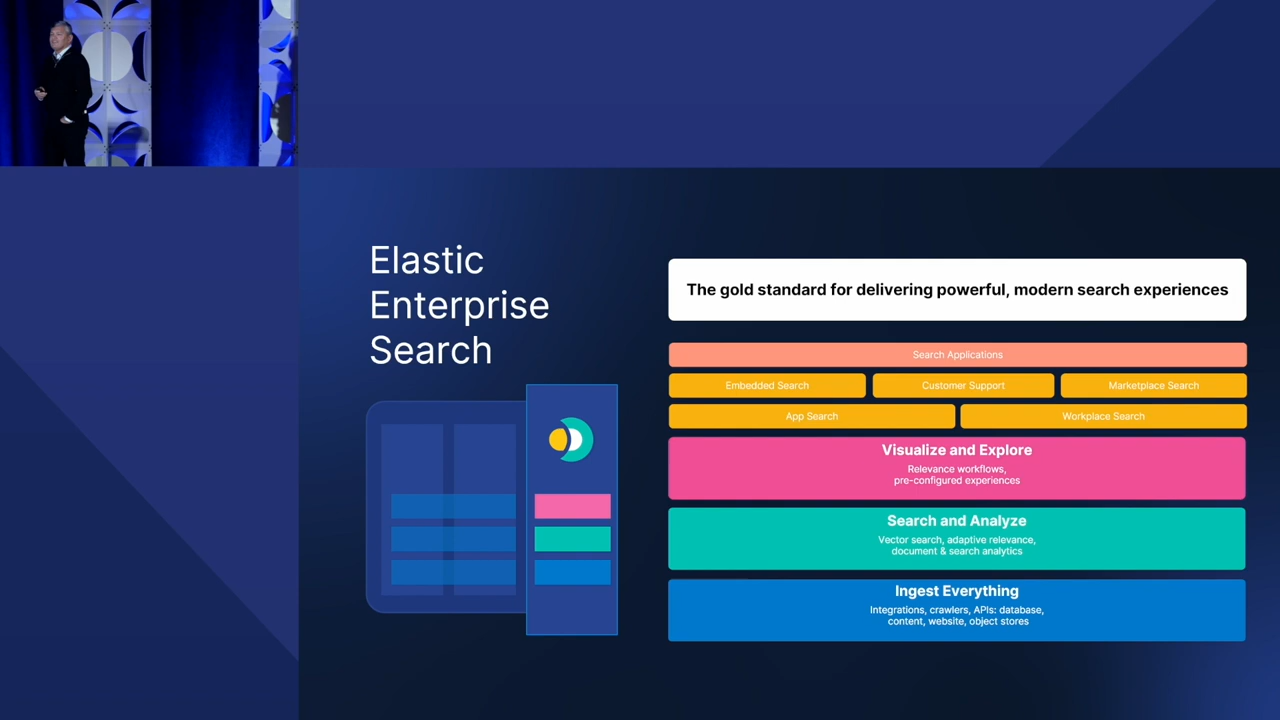 Elastic
Enterprise
Search
The gold standard for delivering powerful, modern search experiences
Search Applications
Embedded Search
Customer Support
Marketplace Search
App Search
Workplace Search
Visualize and Explore
Relevance workflows,
pre-configured experiences
Search and Analyze
Vector search, adaptive relevance,
document & search analytics
Ingest Everything
Integrations, crawlers, APIs: database,
content, website, object stores